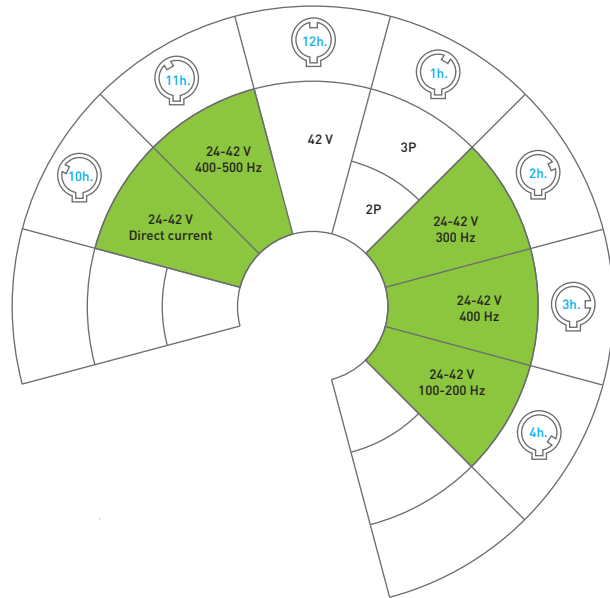 12h.
11h.
1h.
10h.
2h.
3h.
4h.
42 V
3P
2P
24-42 V
400-500 Hz
24-42 V
Direct current
24-42 V
300 Hz
24-42 V
400 Hz
24-42 V
100-200 Hz